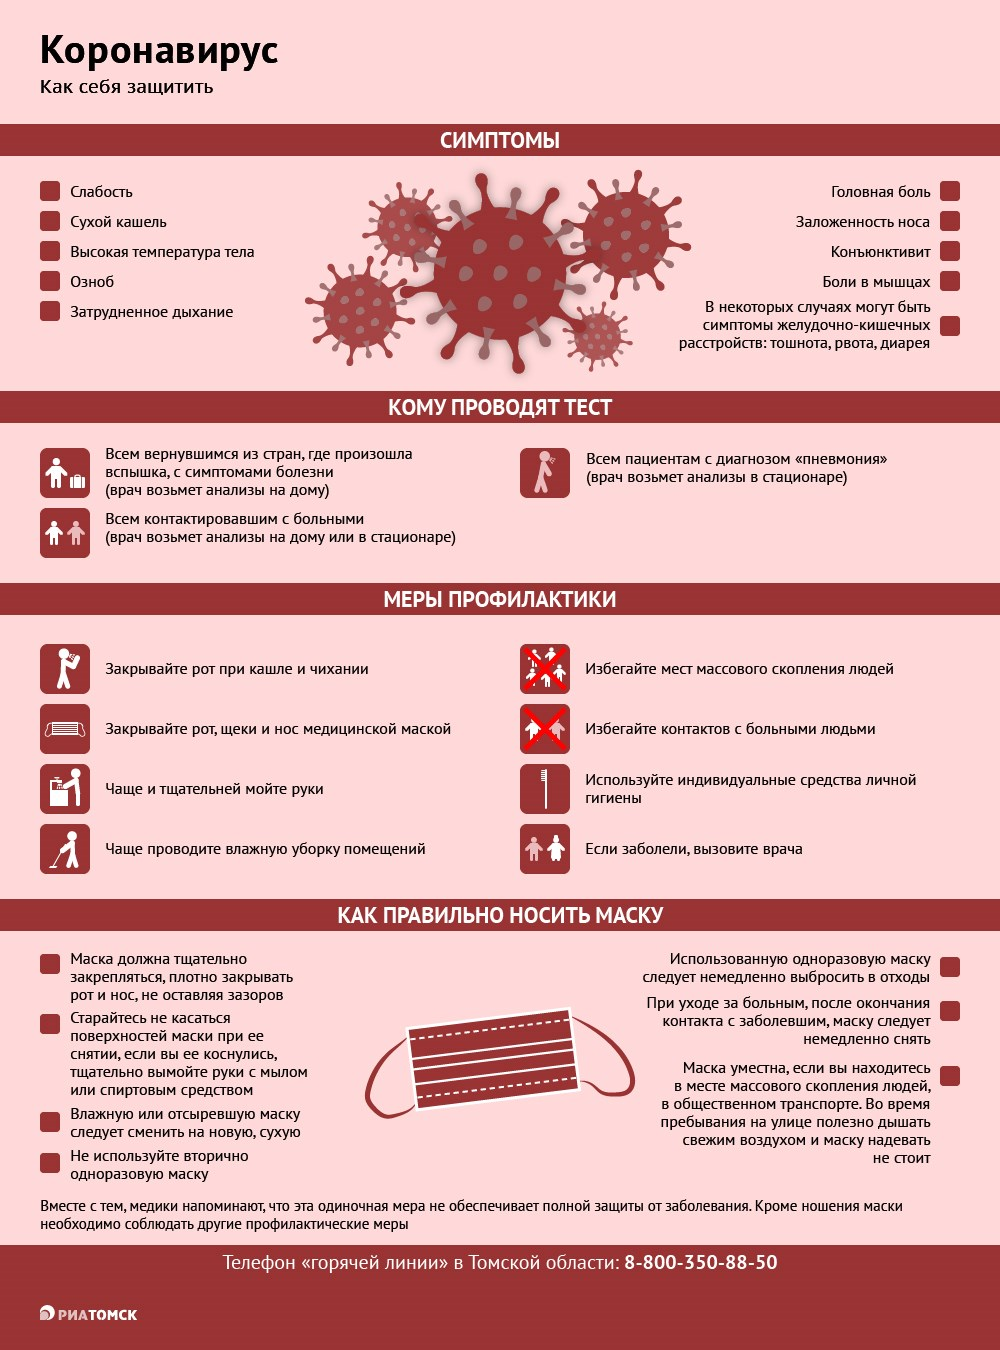 Коронавирус
Как себя защитить
СИМПТОМЫ
Слабость
Сухой кашель
Высокая температура тела
Озноб
Затрудненное дыхание
Головная боль
Заложенность носа
Конъюнктивит
Боли в мышцах
В некоторых случаях могут быть
симптомы желудочно-кишечных
расстройств: тошнота, рвота, диарея
КОМУ ПРОВОДЯТ ТЕСТ
Всем вернувшимся из стран, где произошла
вспышка, с симптомами болезни
(врач возьмет анализы на дому)
Всем контактировавшим с больными
(врач возьмет анализы на дому или в стационаре)
Всем пациентам с диагнозом «пневмония»
(врач возьмет анализы в стационаре)
МЕРЫ ПРОФИЛАКТИКИ
Закрывайте рот при кашле и чихании
Закрывайте рот, щеки и нос медицинской маской
Чаще и тщательней мойте руки
Чаще проводите влажную уборку помещений
Избегайте мест массового скопления людей
Избегайте контактов с больными людьми
Используйте индивидуальные средства личной
гигиены
Если заболели, вызовите врача
КАК ПРАВИЛЬНО НОСИТЬ МАСКУ
Маска должна тщательно
закрепляться, плотно закрывать
рот и нос, не оставляя зазоров
Старайтесь не касаться
поверхностей маски при ее
снятии, если вы ее коснулись,
тщательно вымойте руки с мылом
или спиртовым средством
Влажную или отсыревшую маску
следует сменить на новую, сухую
Не используйте вторично
одноразовую маску
Использованную одноразовую маску
следует немедленно выбросить в отходы
При уходе за больным, после окончания
контакта с заболевшим, маску следует
немедленно снять
Маска уместна, если вы находитесь
в месте массового скопления людей,
в общественном транспорте. Во время
пребывания на улице полезно дышать
свежим воздухом и маску надевать
не стоит
Вместе с тем, медики напоминают, что эта одиночная мера не обеспечивает полной защиты от заболевания. Кроме ношения маски
необходимо соблюдать другие профилактические меры
Телефон «горячей линии» в Томской области: 8-800-350-88-50
РИАТОМСК